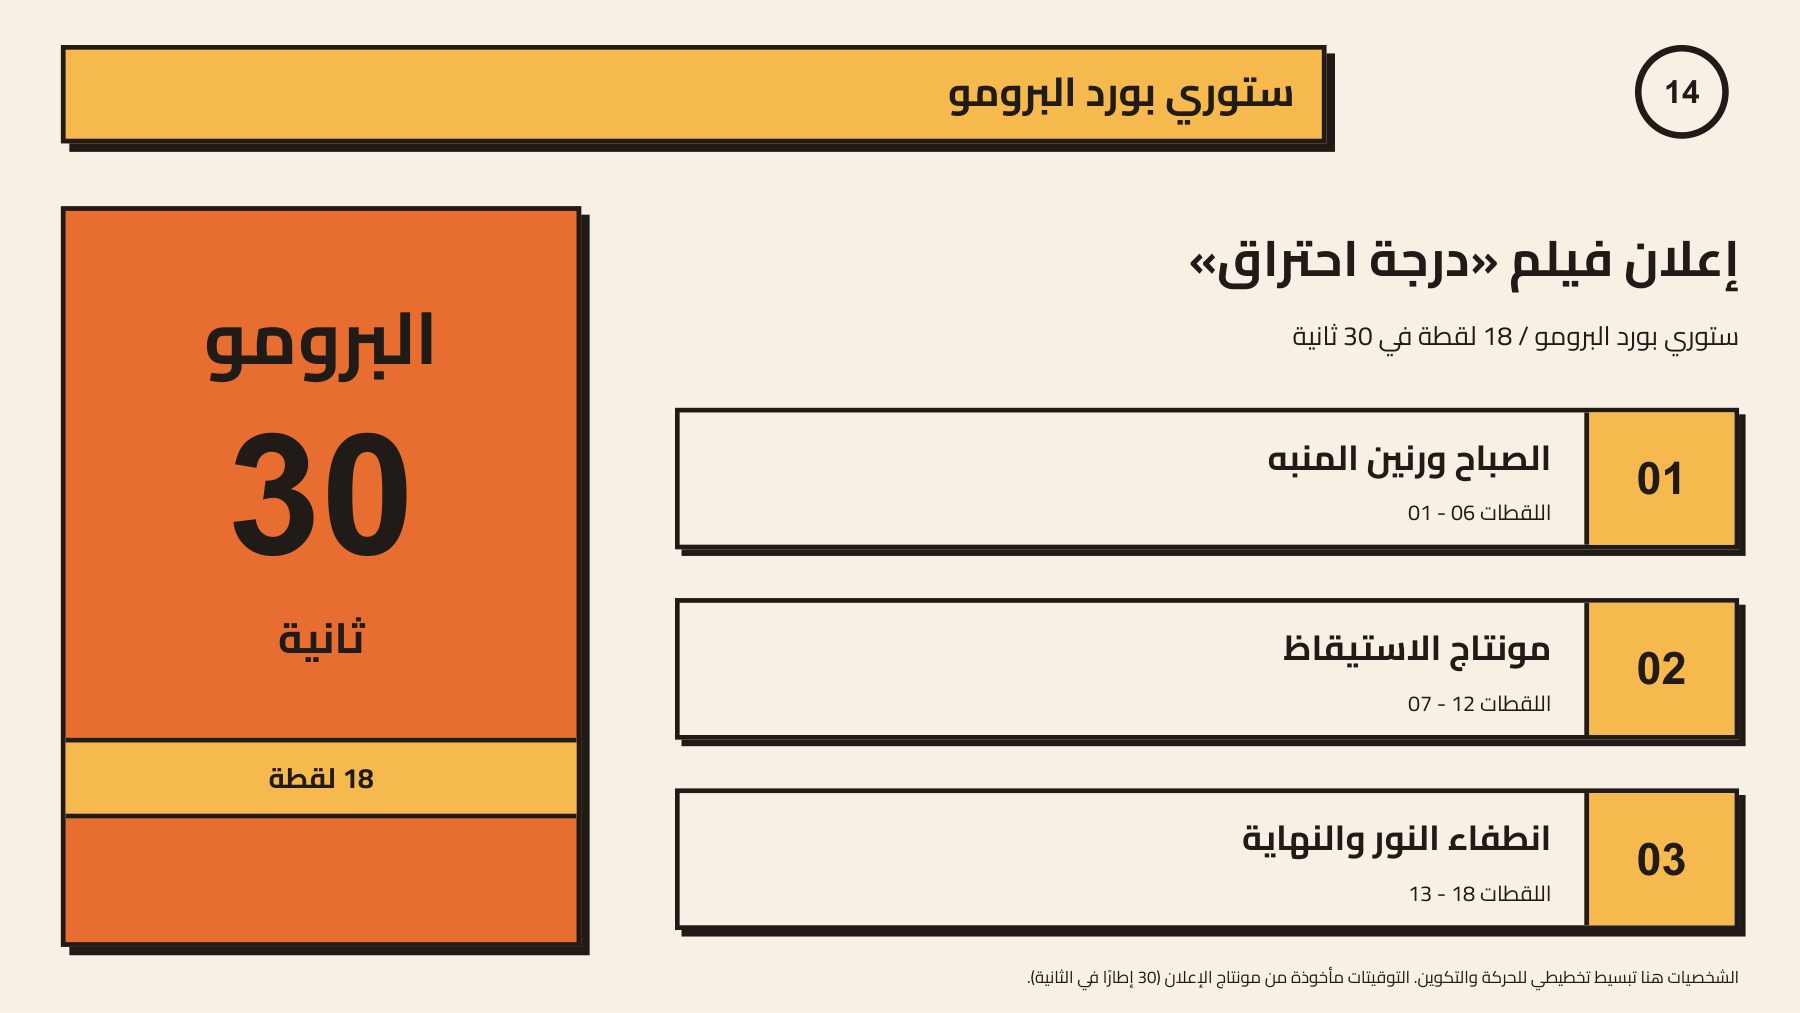 14
ستوري بورد البرومو
إعلان فيلم «درجة احتراق»
ستوري بورد البرومو / 18 لقطة في 30 ثانية
01
الصباح ورنين المنبه
اللقطات 06 - 01
02
مونتاج الاستيقاظ
اللقطات 12 - 07
03
انطفاء النور والنهاية
اللقطات 18 - 13
البرومو
30
ثانية
18 لقطة
الشخصيات هنا تبسيط تخطيطي للحركة والتكوين. التوقيتات مأخوذة من مونتاج الإعلان (30 إطارًا في الثانية).